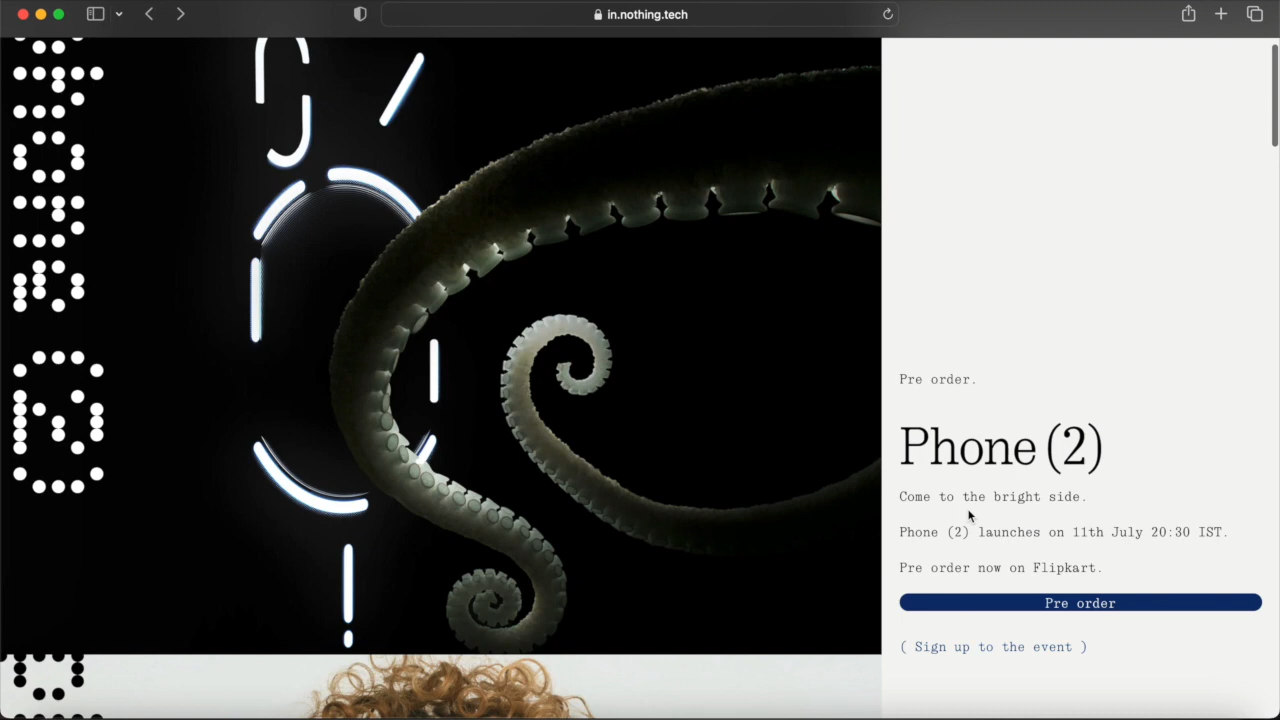 in.nothing.tech
Pre order.
Phone (2)
Come to the bright side.
Phone (2) launches on 11th July 20:30 IST.
Pre order now on Flipkart.
Pre order
( Sign up to the event )